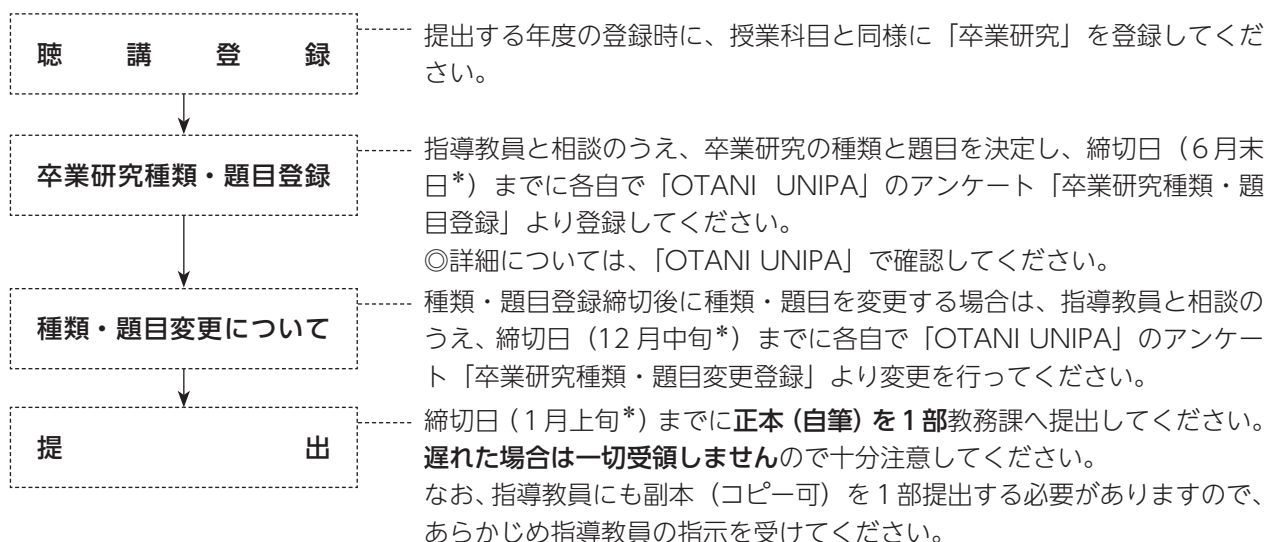 聴講登録
提出する年度の登録時に、授業科目と同様に「卒業研究」を登録してくだ
さい。
卒業研究種類・題目登録
指導教員と相談のうえ、卒業研究の種類と題目を決定し、締切日（6月末
日*）までに各自で「OTANI UNIPA」のアンケート「卒業研究種類・題
目登録」より登録してください。
◎詳細については、「OTANI UNIPA」で確認してください。
種類・題目変更について
種類・題目登録締切後に種類・題目を変更する場合は、指導教員と相談の
うえ、締切日（12月中旬*）までに各自で「OTANI UNIPA」のアンケー
ト「卒業研究種類・題目変更登録」より変更を行ってください。
提出
締切日（1月上旬*）までに正本（自筆）を1部教務課へ提出してください。
遅れた場合は一切受領しませんので十分注意してください。
なお、指導教員にも副本（コピー可）を1部提出する必要がありますので、
あらかじめ指導教員の指示を受けてください。